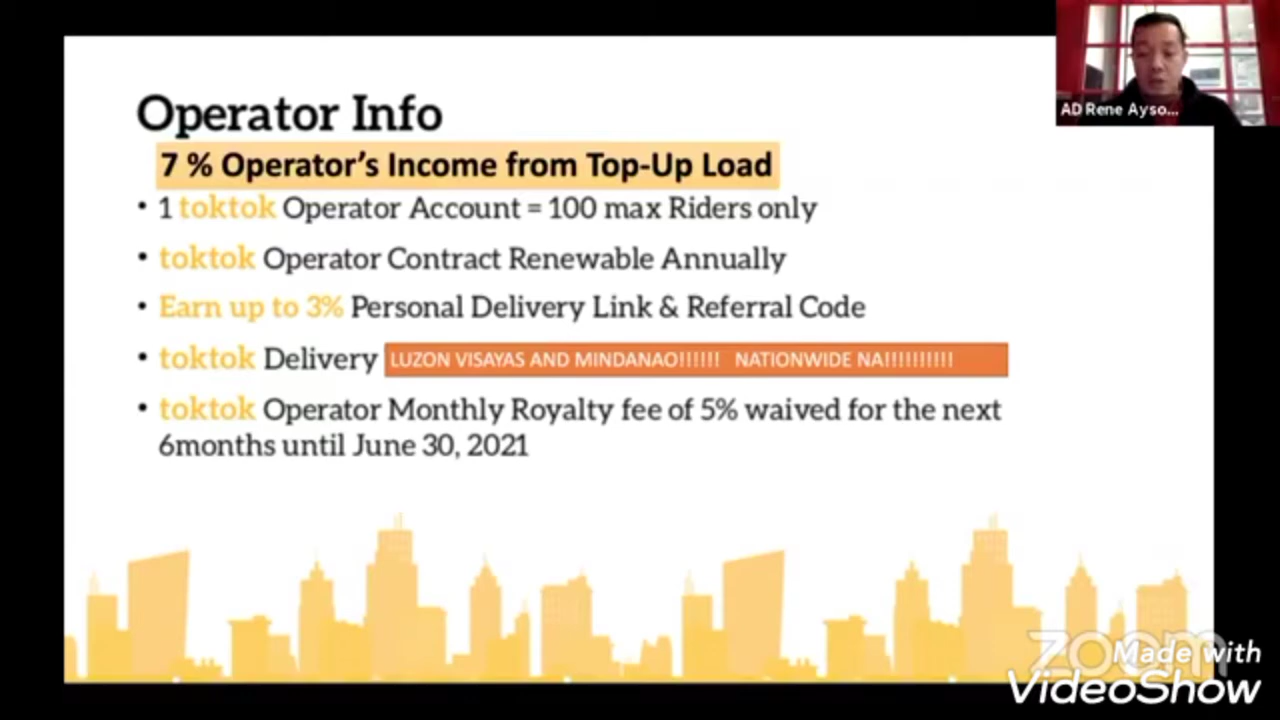 Operator Info
7 % Operator's Income from Top-Up Load
• 1 toktok Operator Account = 100 max Riders only
• toktok Operator Contract Renewable Annually
• Earn up to 3% Personal Delivery Link & Referral Code
• toktok Delivery LUZON VISAYAS AND MINDANAO!!!!!! NATIONWIDE NA!!!!!!!!!!
• toktok Operator Monthly Royalty fee of 5% waived for the next
6months until June 30, 2021
AD Rene Ayso...
zoom
Made with
VideoShow